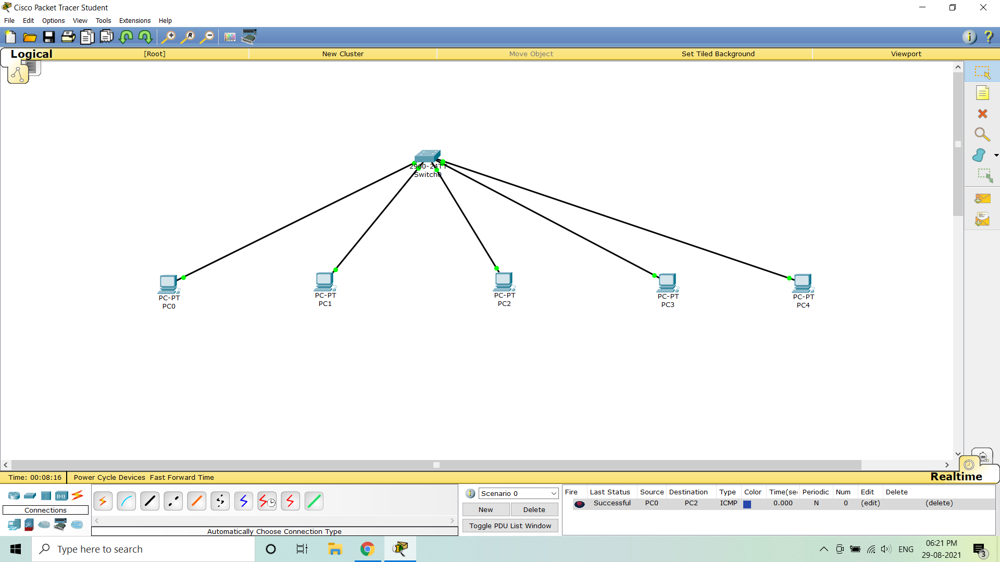 Cisco Packet Tracer Student
File Edit Options View Tools Extensions Help
Logical [Root] New Cluster Move Object Set Tiled Background Viewport
2960-24TT
Switch0
PC-PT
PC0
PC-PT
PC1
PC-PT
PC2
PC-PT
PC3
PC-PT
PC4
Time: 00:08:16 Power Cycle Devices Fast Forward Time
Realtime
Connections
Automatically Choose Connection Type
Scenario 0
New Delete
Toggle PDU List Window
Fire Last Status Source Destination Type Color Time(sec Periodic Num Edit Delete
Successful PC0 PC2 ICMP 0.000 N 0 (edit) (delete)
Type here to search
ENG
06:21 PM
29-08-2021
3